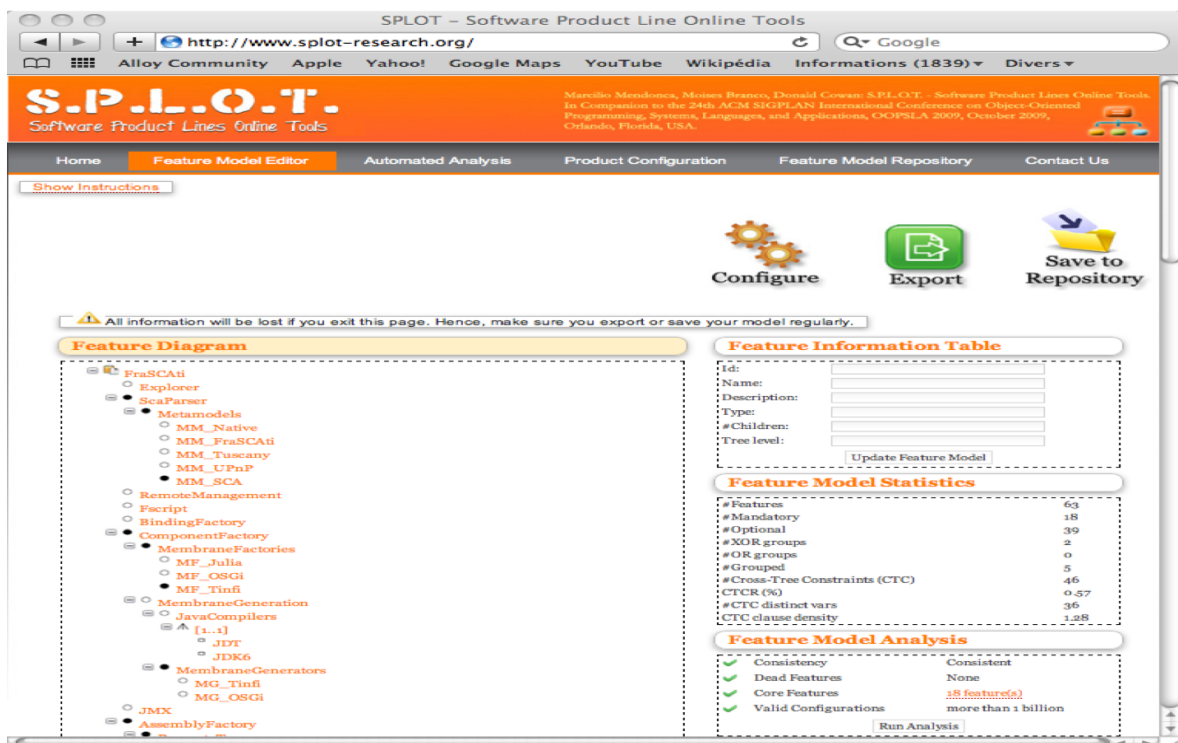 SPLOT – Software Product Line Online Tools
http://www.splot-research.org/
Google
Alloy Community Apple Yahoo! Google Maps YouTube Wikipédia Informations (1839) Divers
S.P.L.O.T.
Software Product Lines Online Tools
Marcilio Mendonca, Moises Branco, Donald Cowan: S.P.L.O.T. - Software Product Lines Online Tools.
In Companion to the 24th ACM SIGPLAN International Conference on Object-Oriented
Programming, Systems, Languages, and Applications, OOPSLA 2009, October 2009,
Orlando, Florida, USA.
Home Feature Model Editor Automated Analysis Product Configuration Feature Model Repository Contact Us
Show Instructions
Configure
Export
Save to
Repository
All information will be lost if you exit this page. Hence, make sure you export or save your model regularly.
Feature Diagram
FraSCAti
Explorer
ScaParser
Metamodels
MM_Native
MM_FraSCAti
MM_Tuscany
MM_UPnP
MM_SCA
RemoteManagement
Fscript
BindingFactory
ComponentFactory
MembraneFactories
MF_Julia
MF_OSGi
MF_Tinfi
MembraneGeneration
JavaCompilers
[1..1]
JDT
JDK6
MembraneGenerators
MG_Tinfi
MG_OSGi
JMX
AssemblyFactory
Feature Information Table
Id:
Name:
Description:
Type:
#Children:
Tree level:
Update Feature Model
Feature Model Statistics
#Features 63
#Mandatory 18
#Optional 39
#XOR groups 2
#OR groups 0
#Grouped 5
#Cross-Tree Constraints (CTC) 46
CTCR (%) 0.57
#CTC distinct vars 36
CTC clause density 1.28
Feature Model Analysis
Consistency Consistent
Dead Features None
Core Features 18 feature(s)
Valid Configurations more than 1 billion
Run Analysis